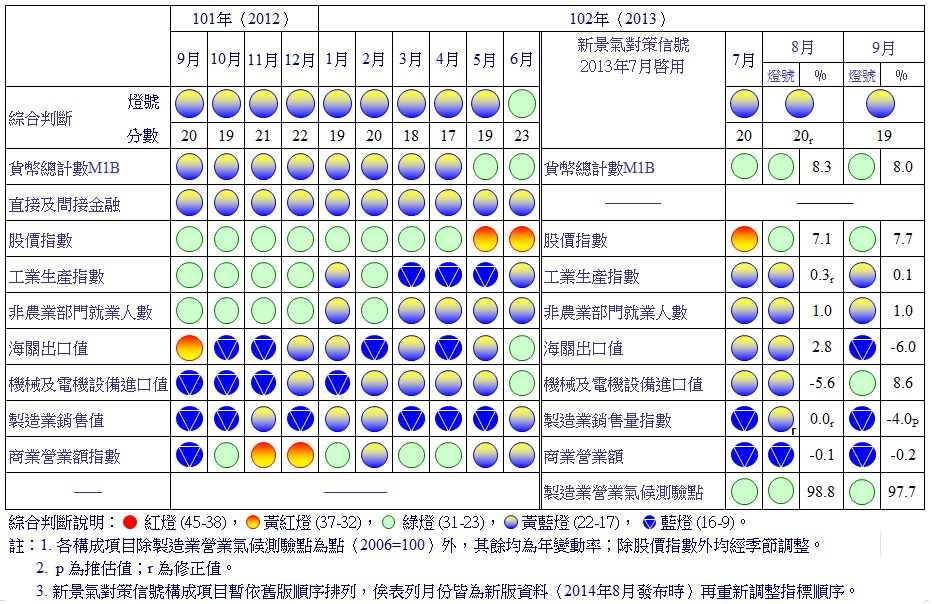 101年（2012） 102年（2013）
9月 10月 11月 12月 1月 2月 3月 4月 5月 6月 新景氣對策信號 2013年7月啓用 7月 8月 9月
燈號 % 燈號 %
綜合判斷 燈號
分數 20 19 21 22 19 20 18 17 19 23 20 20r 19
貨幣總計數M1B 貨幣總計數M1B 8.3 8.0
直接及間接金融 —— ——
股價指數 股價指數 7.1 7.7
工業生產指數 工業生產指數 0.3r 0.1
非農業部門就業人數 非農業部門就業人數 1.0 1.0
海關出口值 海關出口值 2.8 -6.0
機械及電機設備進口值 機械及電機設備進口值 -5.6 8.6
製造業銷售值 製造業銷售量指數 r 0.0r -4.0P
商業營業額指數 商業營業額 -0.1 -0.2
—— —— 製造業營業氣候測驗點 98.8 97.7
綜合判斷說明： 紅燈 (45-38)， 黃紅燈 (37-32)， 綠燈 (31-23)， 黃藍燈 (22-17)， 藍燈 (16-9)。
註：1. 各構成項目除製造業營業氣候測驗點為點（2006=100）外，其餘均為年變動率；除股價指數外均經季節調整。
2. p 為推估值；r 為修正值。
3. 新景氣對策信號構成項目暫依舊版順序排列，俟表列月份皆為新版資料（2014年8月發布時）再重新調整指標順序。